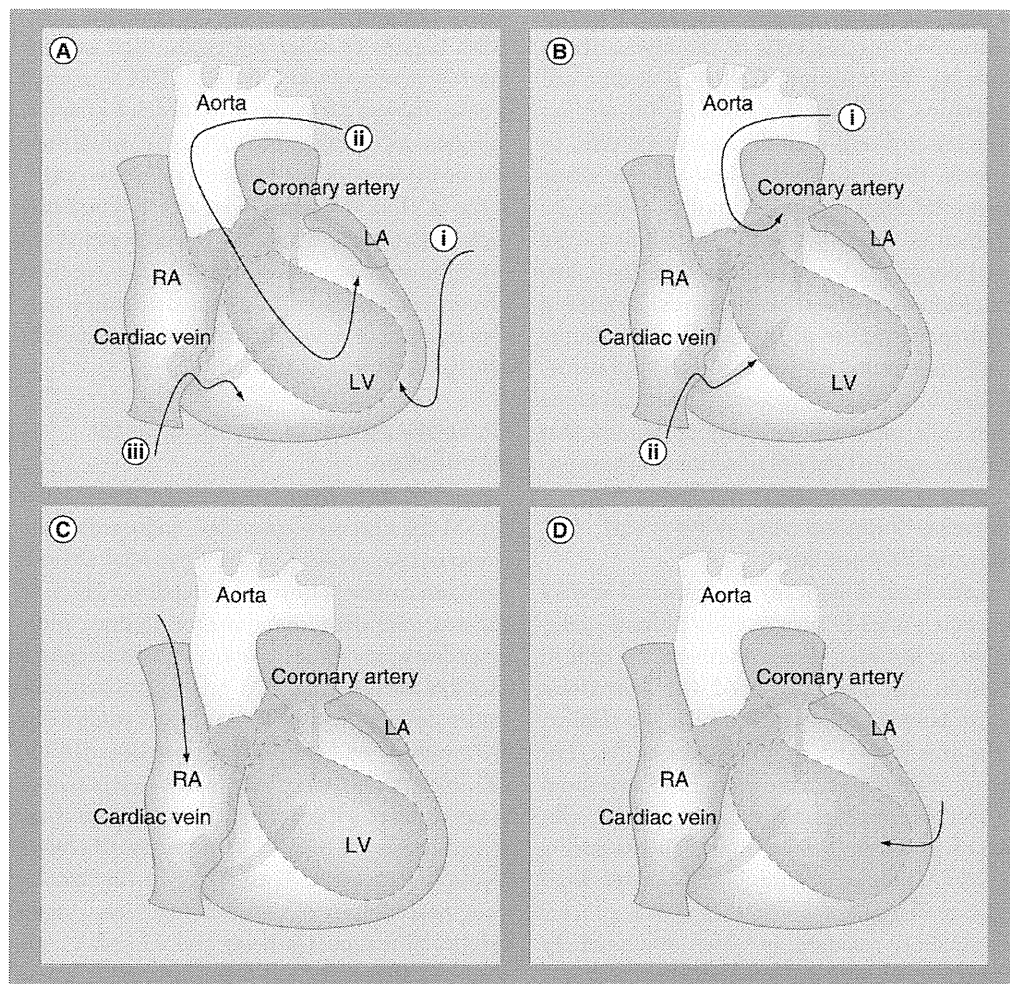 A
Aorta
ii
Coronary artery
i
LA
RA
Cardiac vein
LV
iii
B
Aorta
i
Coronary artery
LA
RA
Cardiac vein
LV
ii
C
Aorta
Coronary artery
LA
RA
Cardiac vein
LV
D
Aorta
Coronary artery
LA
RA
Cardiac vein